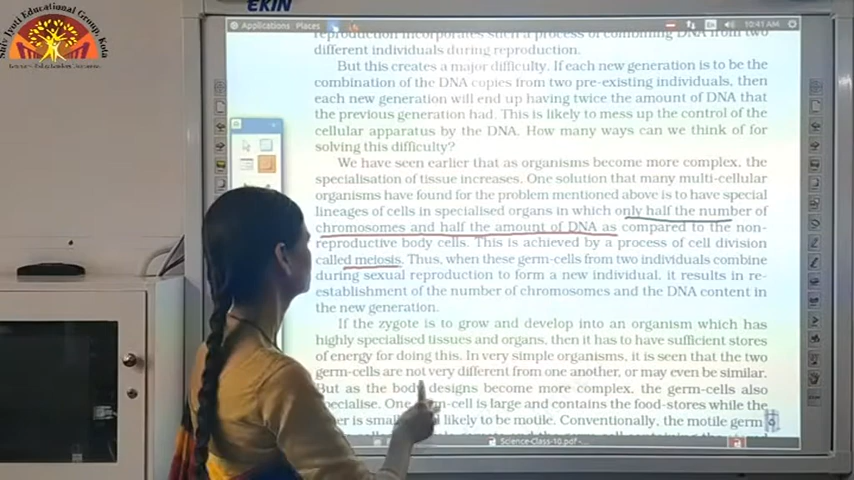 EKIN
Shiv Jyoti Educational Group, Kota
Applications Places
En
10:41 AM
reproduction incorporates such a process of combining DNA from two
different individuals during reproduction.
But this creates a major difficulty. If each new generation is to be the
combination of the DNA copies from two pre-existing individuals, then
each new generation will end up having twice the amount of DNA that
the previous generation had. This is likely to mess up the control of the
cellular apparatus by the DNA. How many ways can we think of for
solving this difficulty?
We have seen earlier that as organisms become more complex, the
specialisation of tissue increases. One solution that many multi-cellular
organisms have found for the problem mentioned above is to have special
lineages of cells in specialised organs in which only half the number of
chromosomes and half the amount of DNA as compared to the non-
reproductive body cells. This is achieved by a process of cell division
called meiosis. Thus, when these germ-cells from two individuals combine
during sexual reproduction to form a new individual, it results in re-
establishment of the number of chromosomes and the DNA content in
the new generation.
If the zygote is to grow and develop into an organism which has
highly specialised tissues and organs, then it has to have sufficient stores
of energy for doing this. In very simple organisms, it is seen that the two
germ-cells are not very different from one another, or may even be similar.
But as the body designs become more complex, the germ-cells also
specialise. One germ-cell is large and contains the food-stores while the
other is small likely to be motile. Conventionally, the motile germ
Science-Class-10.pdf-...